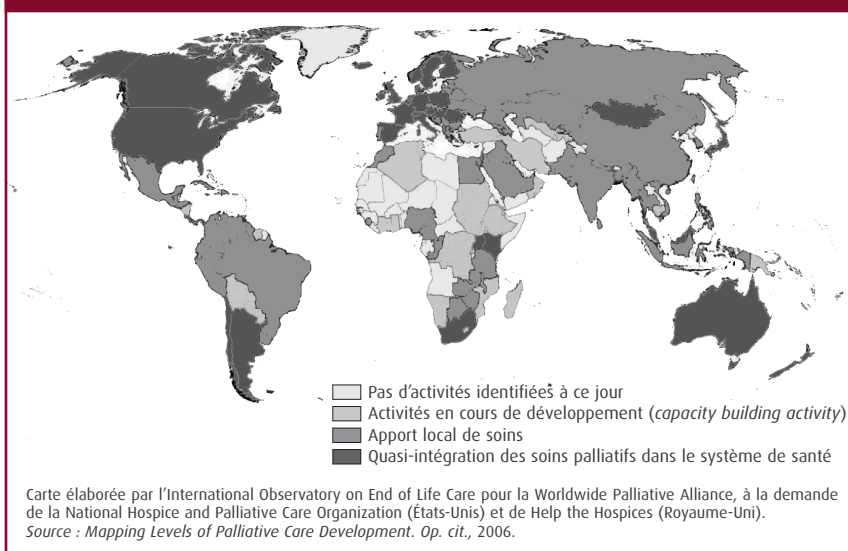 Pas d'activités identifiées à ce jour
Activités en cours de développement (capacity building activity)
Apport local de soins
Quasi-intégration des soins palliatifs dans le système de santé
Carte élaborée par l'International Observatory on End of Life Care pour la Worldwide Palliative Alliance, à la demande
de la National Hospice and Palliative Care Organization (États-Unis) et de Help the Hospices (Royaume-Uni).
Source : Mapping Levels of Palliative Care Development. Op. cit., 2006.